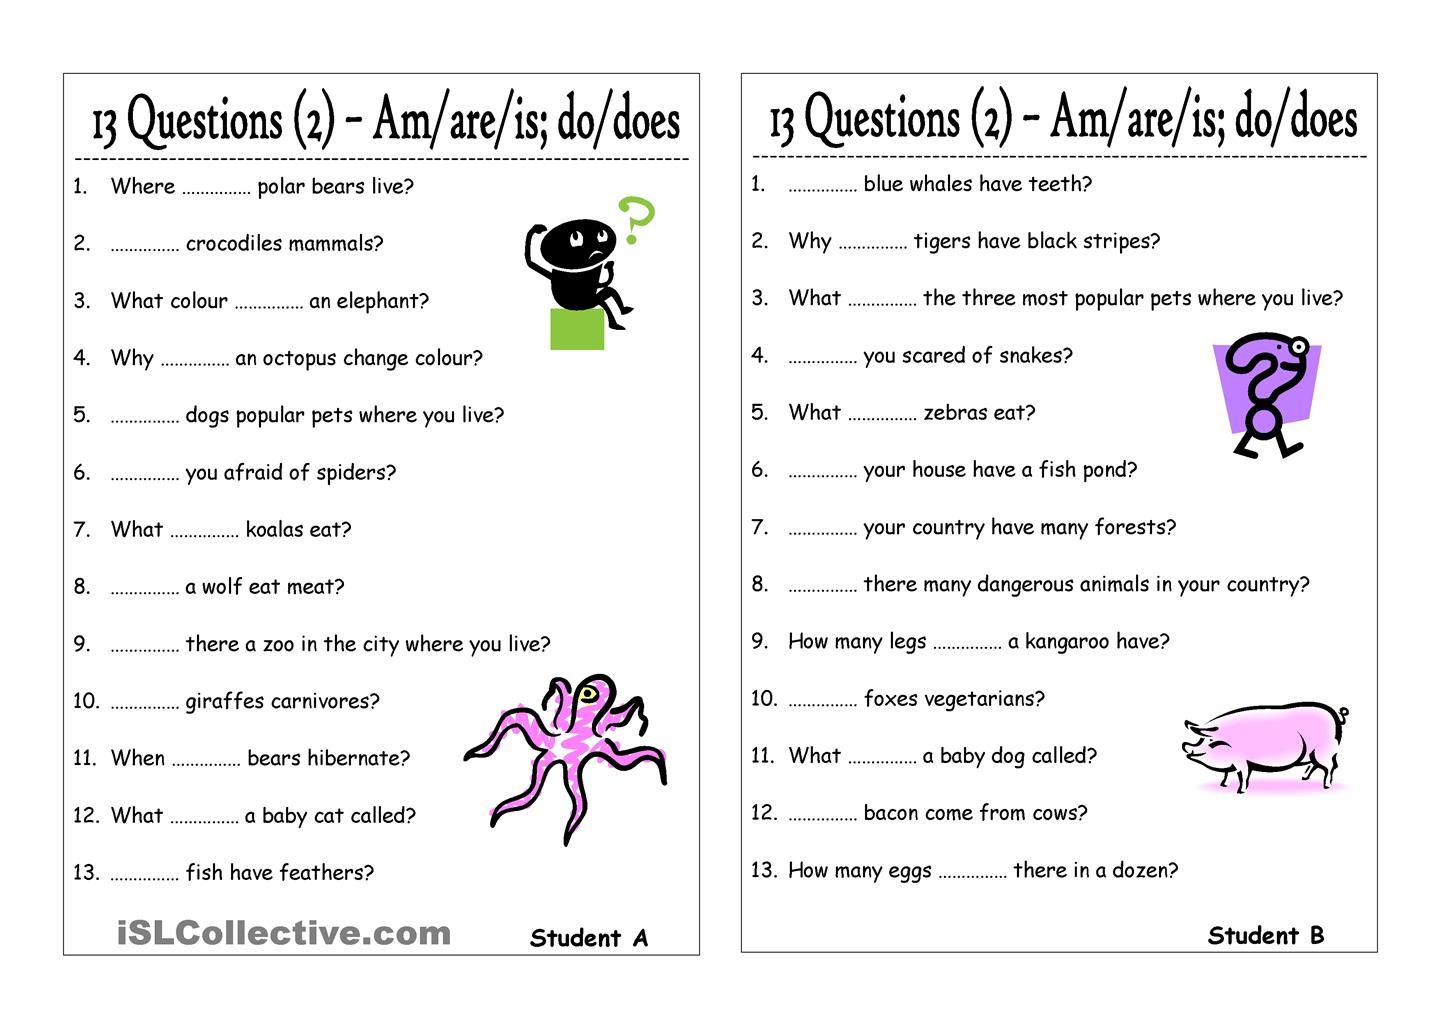 13 Questions (2) – Am/are/is; do/does
1. Where .............. polar bears live?
2. .............. crocodiles mammals?
3. What colour .............. an elephant?
4. Why .............. an octopus change colour?
5. .............. dogs popular pets where you live?
6. .............. you afraid of spiders?
7. What .............. koalas eat?
8. .............. a wolf eat meat?
9. .............. there a zoo in the city where you live?
10. .............. giraffes carnivores?
11. When .............. bears hibernate?
12. What .............. a baby cat called?
13. .............. fish have feathers?
iSLCollective.com
Student A
13 Questions (2) – Am/are/is; do/does
1. .............. blue whales have teeth?
2. Why .............. tigers have black stripes?
3. What .............. the three most popular pets where you live?
4. .............. you scared of snakes?
5. What .............. zebras eat?
6. .............. your house have a fish pond?
7. .............. your country have many forests?
8. .............. there many dangerous animals in your country?
9. How many legs .............. a kangaroo have?
10. .............. foxes vegetarians?
11. What .............. a baby dog called?
12. .............. bacon come from cows?
13. How many eggs .............. there in a dozen?
Student B